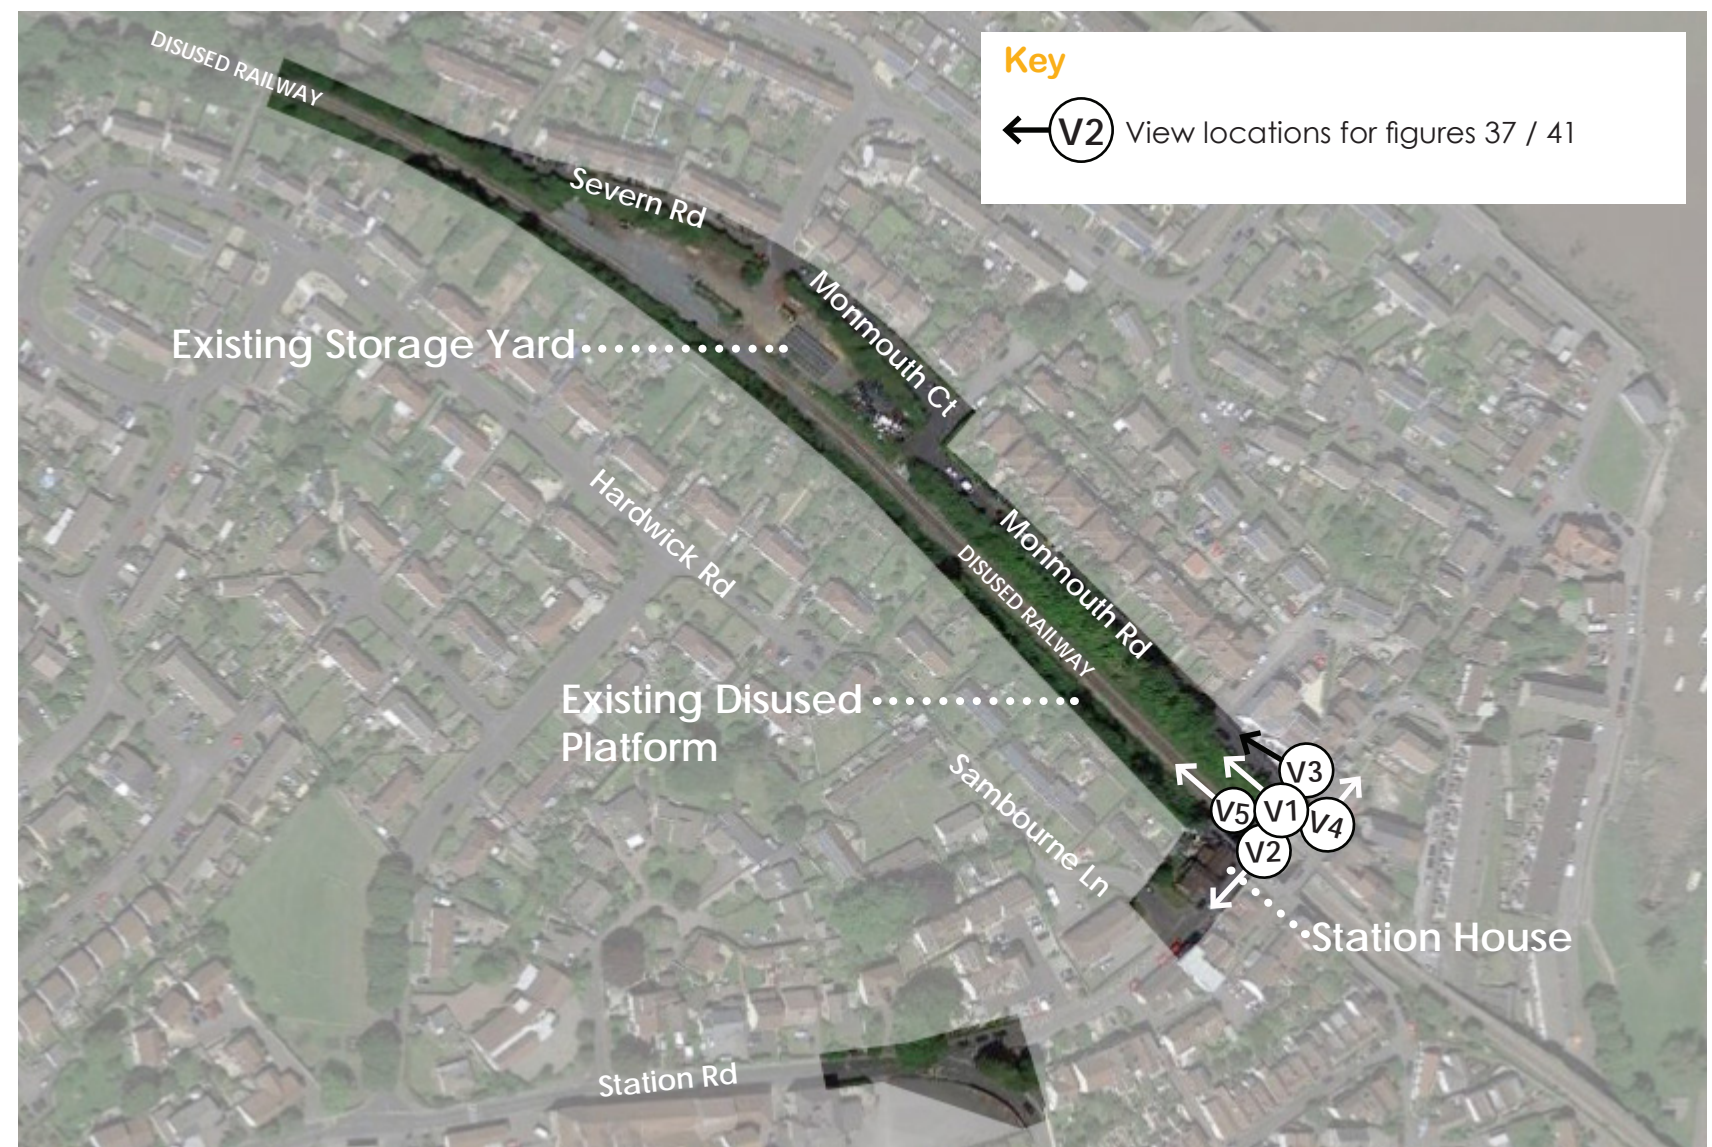 Key
V2 View locations for figures 37 / 41
DISUSED RAILWAY
Severn Rd
Monmouth Ct
Existing Storage Yard
Hardwick Rd
Monmouth Rd
DISUSED RAILWAY
Existing Disused
Platform
Sambourne Ln
V3
V5
V1
V4
V2
Station House
Station Rd